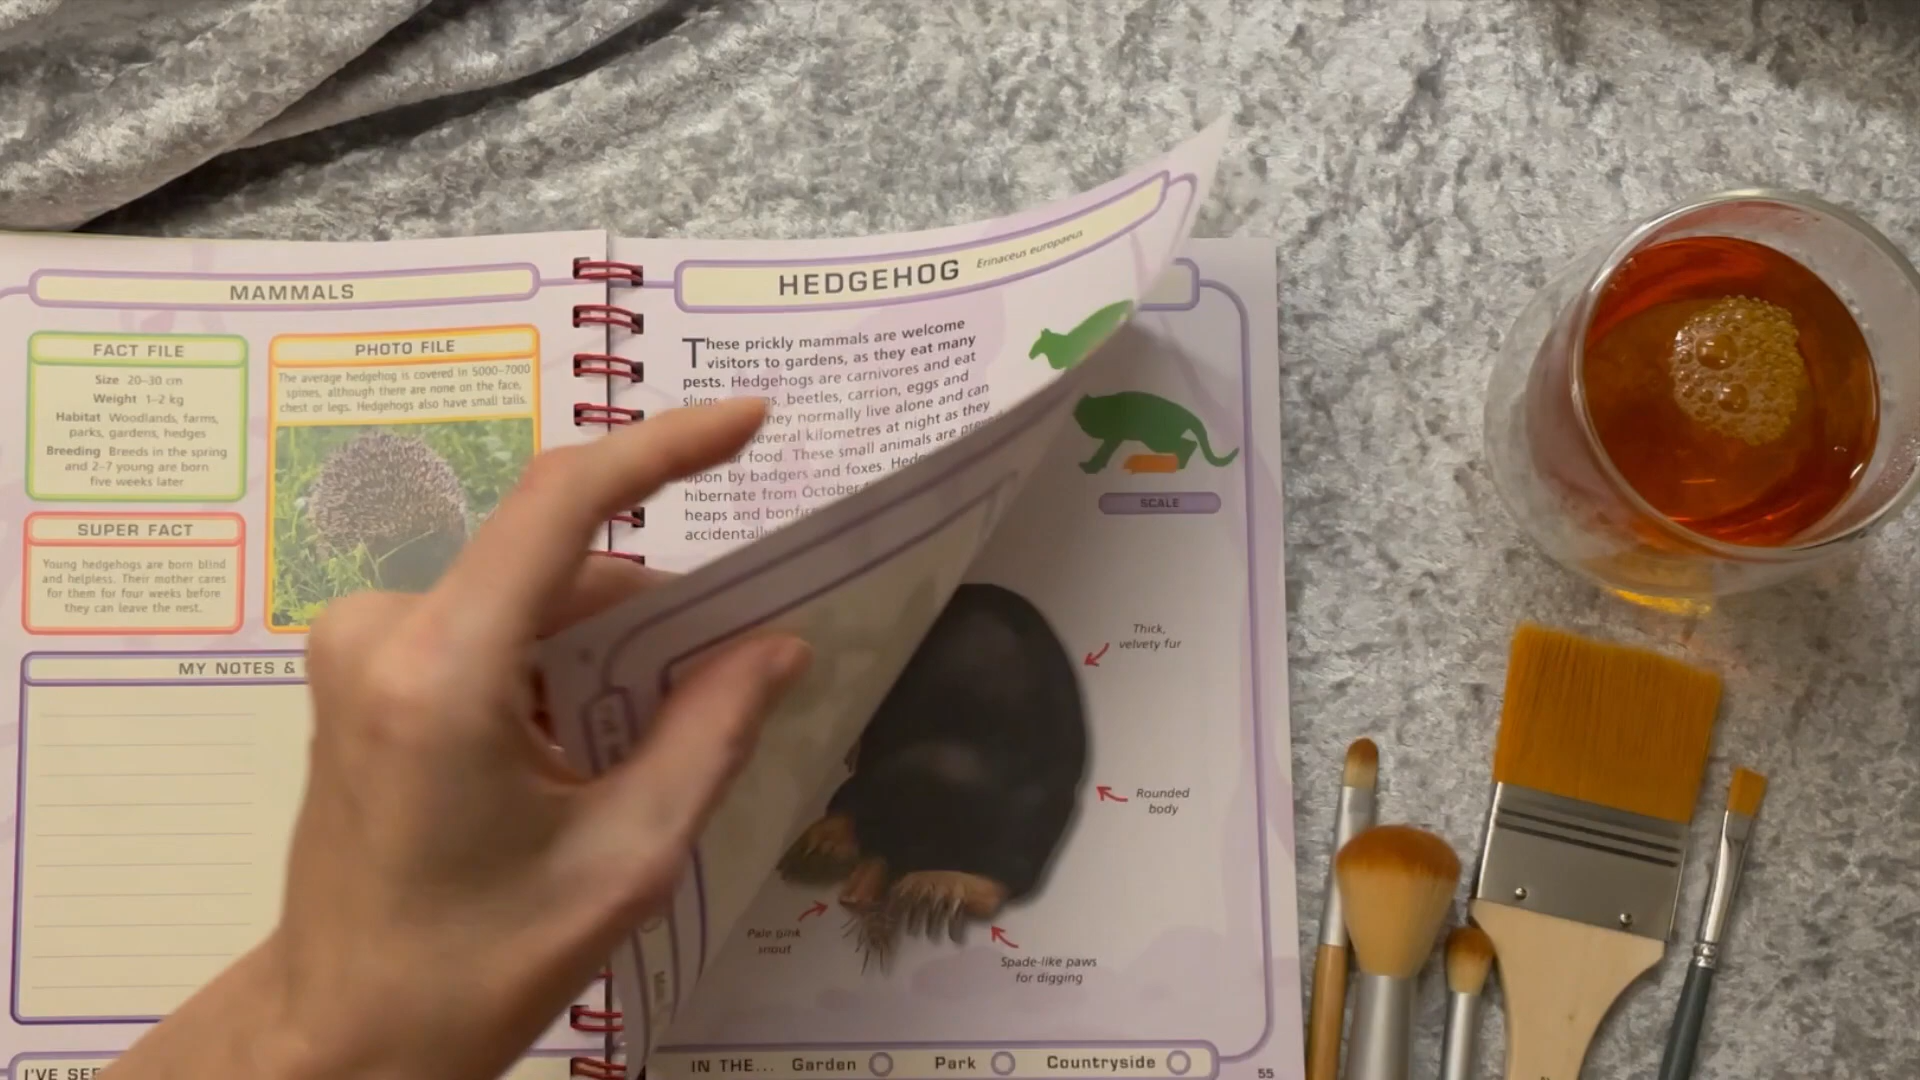 MAMMALS
FACT FILE
Size 20–30 cm
Weight 1–2 kg
Habitat Woodlands, farms,
parks, gardens, hedges
Breeding Breeds in the spring
and 2–7 young are born
five weeks later
SUPER FACT
Young hedgehogs are born blind
and helpless. Their mother cares
for them for four weeks before
they can leave the nest.
PHOTO FILE
The average hedgehog is covered in 5000–7000
spines, although there are none on the face,
chest or legs. Hedgehogs also have small tails.
MY NOTES &
I'VE SEE
HEDGEHOG Erinaceus europaeus
These prickly mammals are welcome
visitors to gardens, as they eat many
pests. Hedgehogs are carnivores and eat
slugs, beetles, carrion, eggs and
hey normally live alone and can
several kilometres at night as they
or food. These small animals are
upon by badgers and foxes.
hibernate from October
heaps and
accidentally
SCALE
Thick,
velvety fur
Rounded
body
Pale pink
snout
Spade-like paws
for digging
IN THE... Garden Park Countryside
55